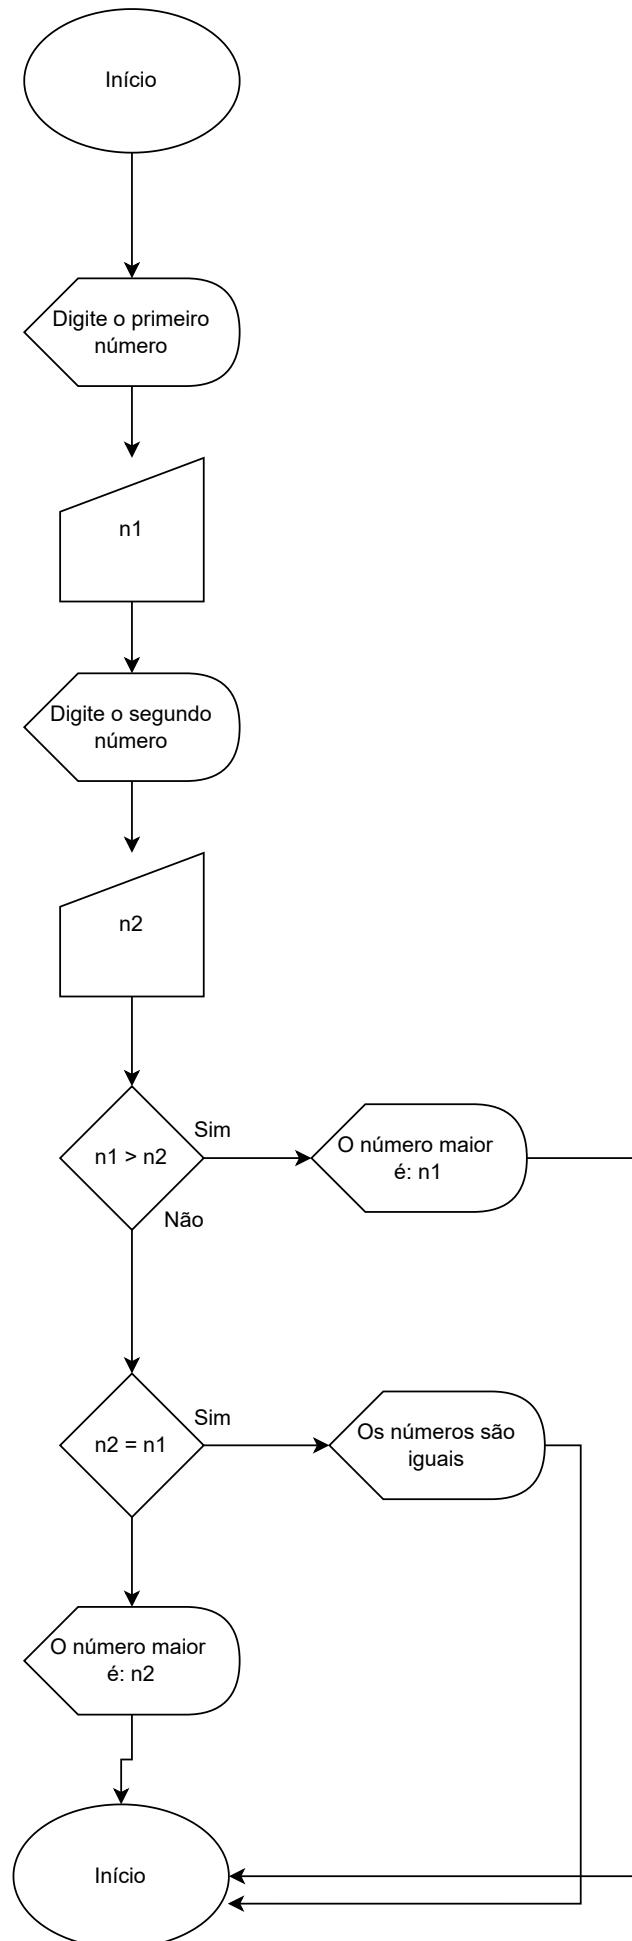 Início
Digite o primeiro
número
n1
Digite o segundo
número
n2
n1 > n2
Sim
O número maior
é: n1
Não
n2 = n1
Sim
Os números são
iguais
O número maior
é: n2
Início